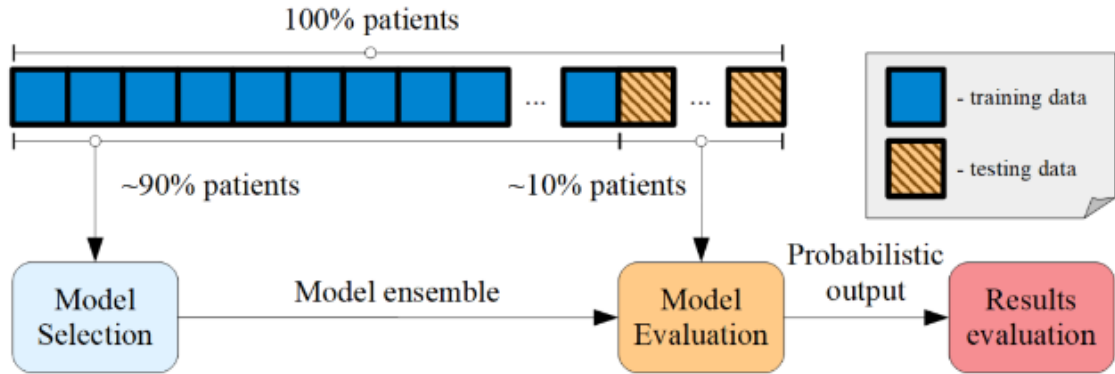 100% patients
...
...
- training data
- testing data
~90% patients
~10% patients
Model
Selection
Model ensemble
Model
Evaluation
Probabilistic
output
Results
evaluation